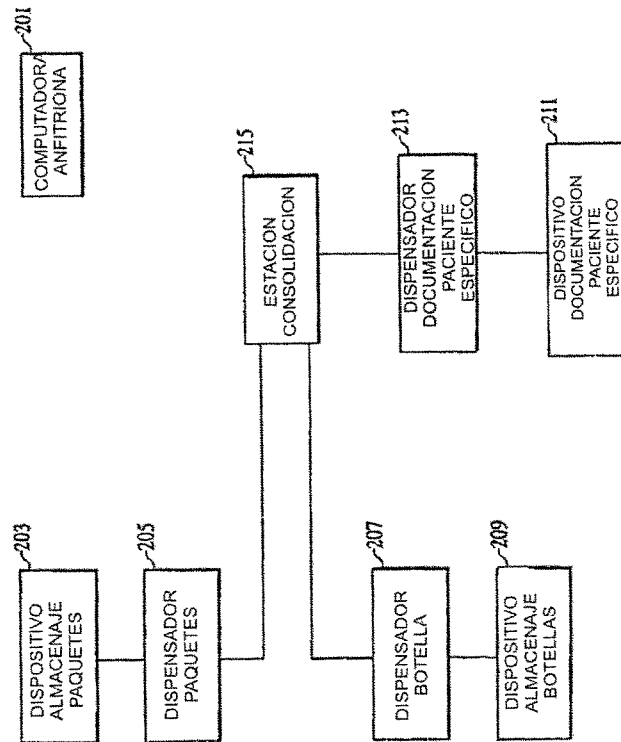 201
COMPUTADORA
ANFITRIONA
215
ESTACION
CONSOLIDACION
213
DISPENSADOR
DOCUMENTACION
PACIENTE
ESPECIFICO
211
DISPOSITIVO
DOCUMENTACION
PACIENTE
ESPECIFICO
203
DISPOSITIVO
ALMACENAJE
PAQUETES
205
DISPENSADOR
PAQUETES
207
DISPENSADOR
BOTELLA
209
DISPOSITIVO
ALMACENAJE
BOTELLAS